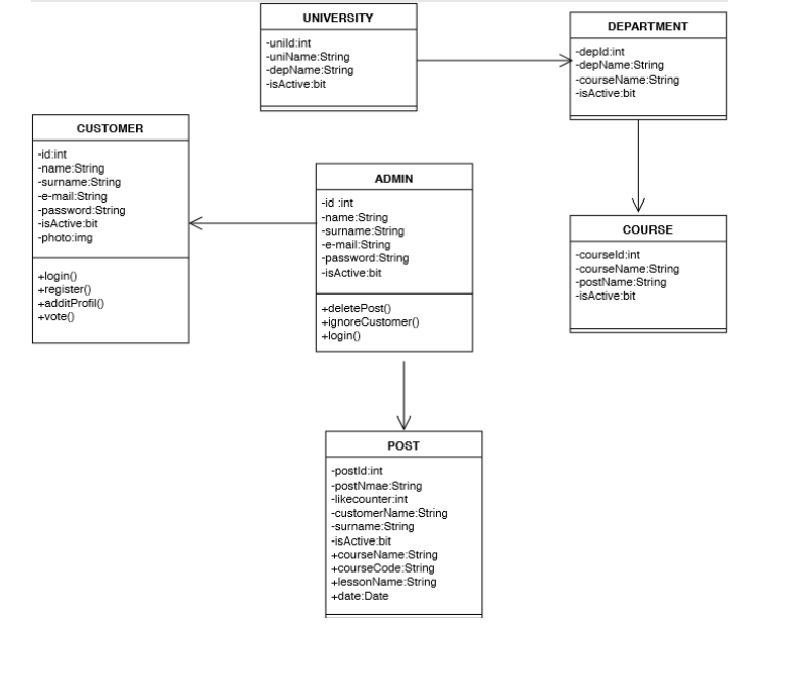 UNIVERSITY
-uniId:int
-uniName:String
-depName:String
-isActive:bit
DEPARTMENT
-depId:int
-depName:String
-courseName:String
-isActive:bit
CUSTOMER
-id:int
-name:String
-surname:String
-e-mail:String
-password:String
-isActive:bit
-photo:img
+login()
+register()
+additProfil()
+vote()
ADMIN
-id :int
-name:String
-surname:String
-e-mail:String
-password:String
-isActive:bit
+deletePost()
+ignoreCustomer()
+login()
COURSE
-courseId:int
-courseName:String
-postName:String
-isActive:bit
POST
-postId:int
-postNmae:String
-likecounter:int
-customerName:String
-surname:String
-isActive:bit
+courseName:String
+courseCode:String
+lessonName:String
+date:Date